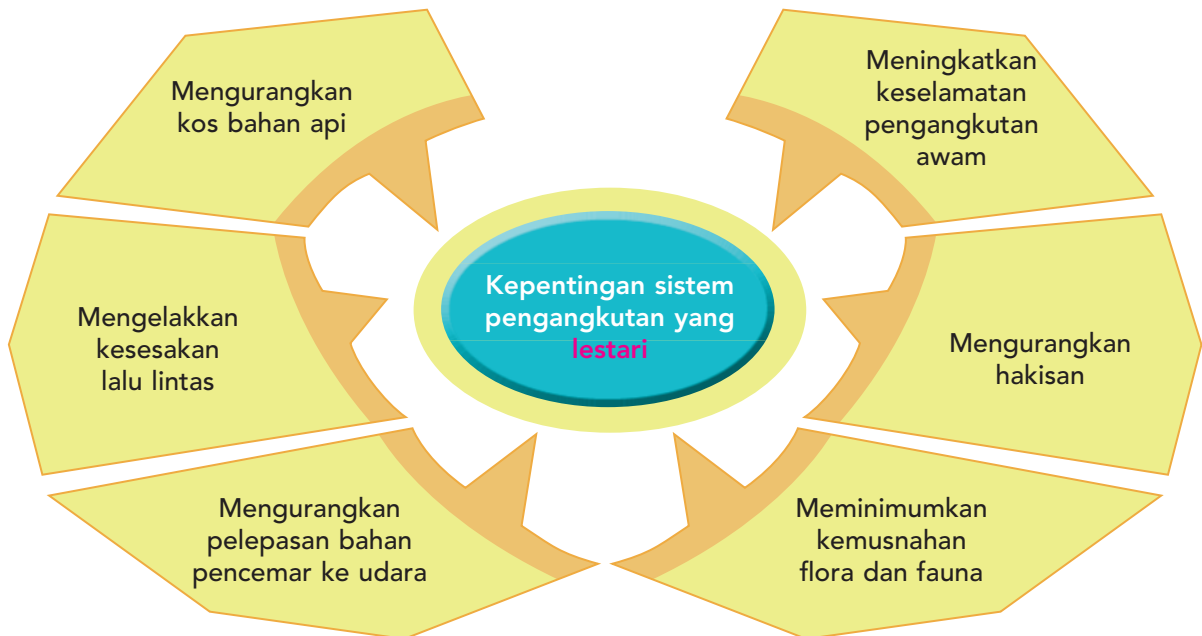 Mengurangkan
kos bahan api
Meningkatkan
keselamatan
pengangkutan
awam
Kepentingan sistem
pengangkutan yang
lestari
Mengelakkan
kesesakan
lalu lintas
Mengurangkan
hakisan
Mengurangkan
pelepasan bahan
pencemar ke udara
Meminimumkan
kemusnahan
flora dan fauna